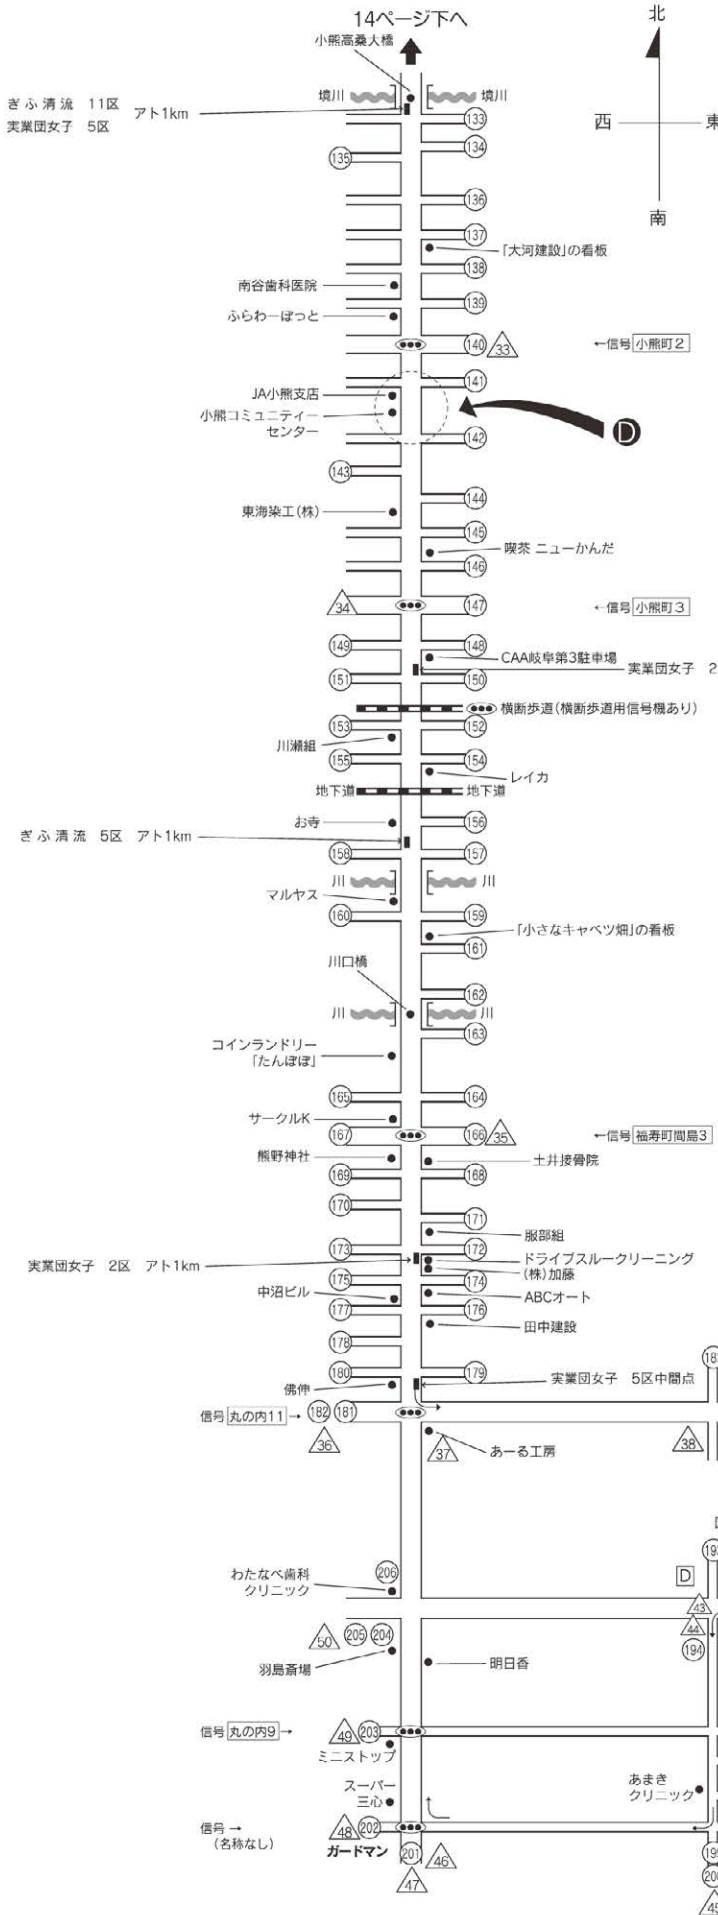 14ページ下へ
北
小熊高桑大橋
境川
境川
ぎふ清流 11区
実業団女子 5区
アト1km
西
東
南
133
134
135
136
137
「大河建設」の看板
138
南谷歯科医院
139
ふらわーぽっと
140
33
←信号 小熊町2
141
JA小熊支店
小熊コミュニティー
センター
D
142
143
144
東海染工(株)
145
喫茶 ニューかんだ
146
34
147
←信号 小熊町3
149
148
CAA岐阜第3駐車場
実業団女子 2
151
150
横断歩道(横断歩道用信号機あり)
153
152
川瀬組
155
154
レイカ
地下道
地下道
お寺
156
ぎふ清流 5区 アト1km
158
157
川
川
マルヤス
160
159
「小さなキャベツ畑」の看板
161
川口橋
162
川
川
163
コインランドリー
「たんぽぽ」
165
164
サークルK
167
166
35
←信号 福寿町間島3
熊野神社
土井接骨院
169
168
170
171
服部組
173
172
実業団女子 2区 アト1km
ドライブスルークリーニング
(株)加藤
175
174
中沼ビル
ABCオート
177
176
田中建設
178
180
179
実業団女子 5区中間点
佛伸
信号 丸の内11 →
182
181
36
37
あーる工房
38
206
わたなべ歯科
クリニック
D
43
44
50
205
204
194
羽島斎場
明日香
信号 丸の内9 →
49
203
ミニストップ
スーパー
三心
あまき
クリニック
信号 →
(名称なし)
48
202
ガードマン
201
46
47
45